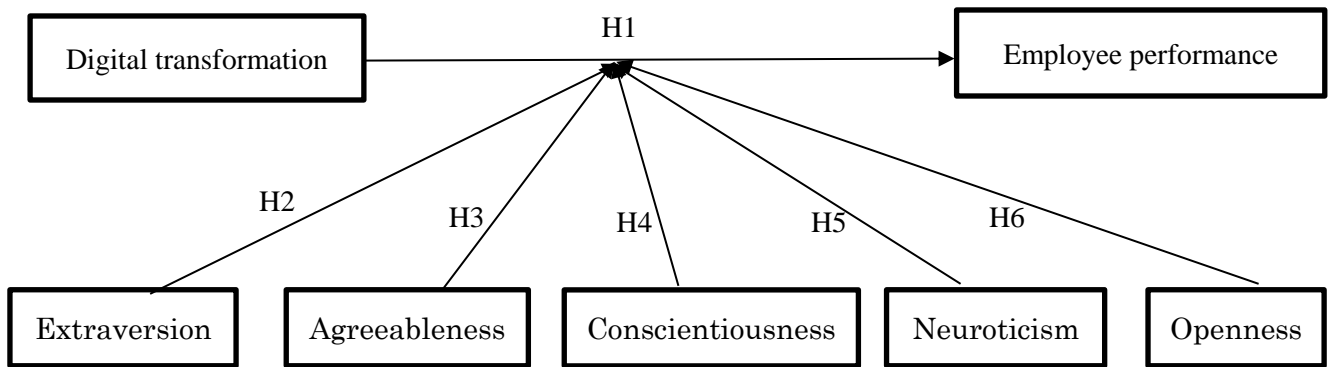 H1
Digital transformation
Employee performance
H2
H3
H4
H5
H6
Extraversion
Agreeableness
Conscientiousness
Neuroticism
Openness